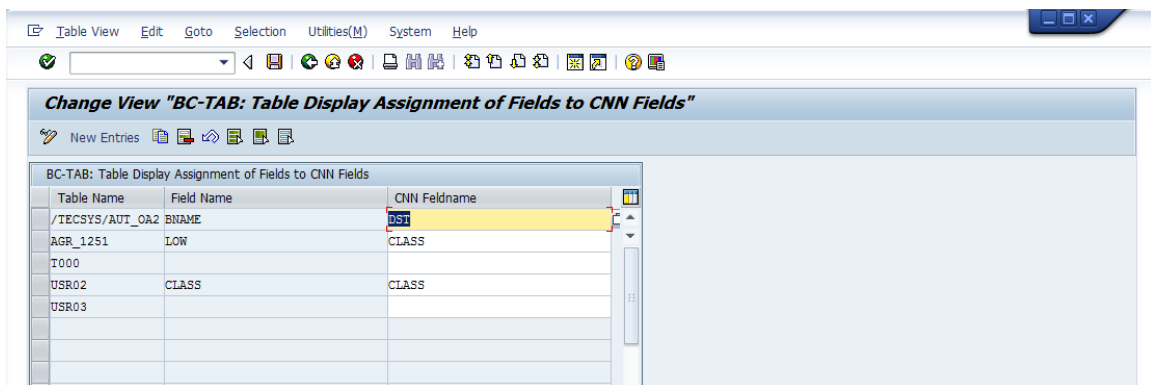 Table View Edit Goto Selection Utilities(M) System Help
Change View "BC-TAB: Table Display Assignment of Fields to CNN Fields"
New Entries
BC-TAB: Table Display Assignment of Fields to CNN Fields
Table Name Field Name CNN Feldname
/TECSYS/AUT_OA2 BNAME DST
AGR_1251 LOW CLASS
T000
USR02 CLASS CLASS
USR03